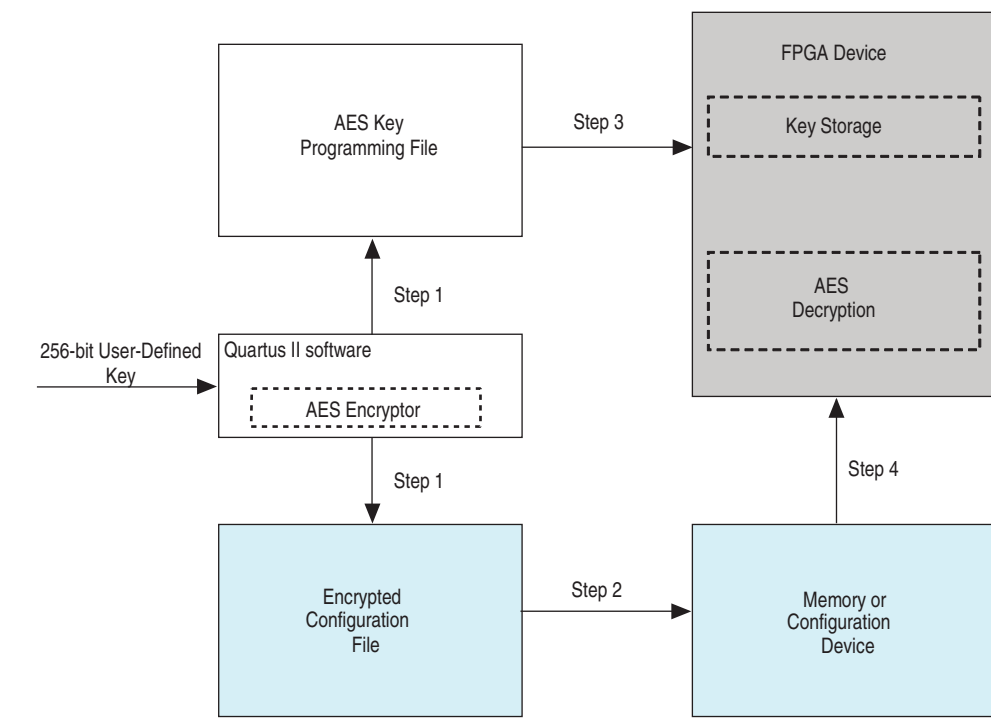 FPGA Device
AES Key
Programming File
Step 3
Key Storage
Step 1
AES
Decryption
256-bit User-Defined
Key
Quartus II software
AES Encryptor
Step 1
Step 4
Encrypted
Configuration
File
Step 2
Memory or
Configuration
Device